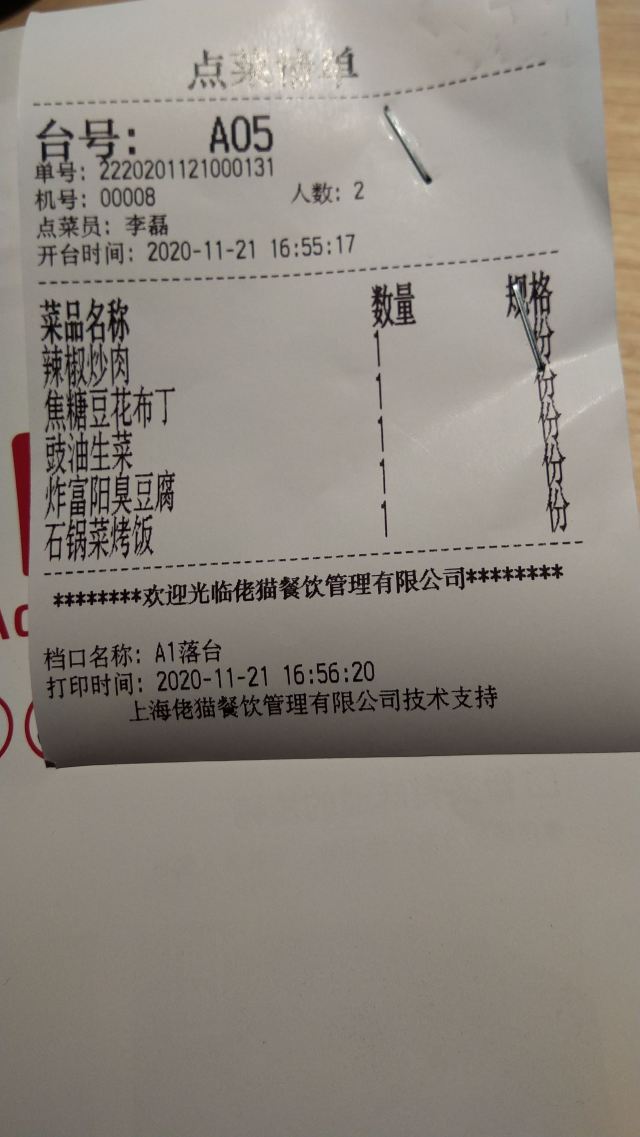 点菜清单
台号: A05
单号: 2220201121000131
机号: 00008 人数: 2
点菜员: 李磊
开台时间: 2020-11-21 16:55:17
菜品名称 数量 规格
辣椒炒肉 1 份
焦糖豆花布丁 1 份
豉油生菜 1 份
炸富阳臭豆腐 1 份
石锅菜烤饭 1 份
********欢迎光临佬猫餐饮管理有限公司********
档口名称: A1落台
打印时间: 2020-11-21 16:56:20
上海佬猫餐饮管理有限公司技术支持